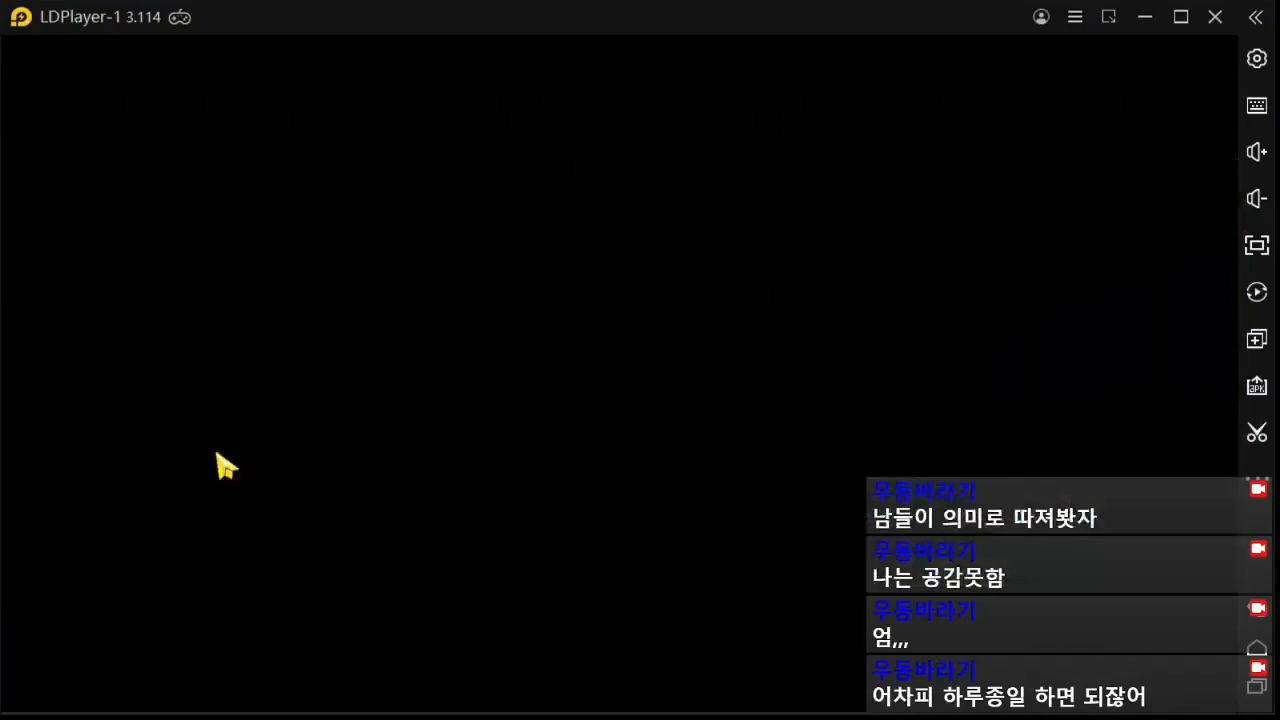 LDPlayer-1 3.114
APK
우동바라기
남들이 의미로 따져봣자
우동바라기
나는 공감못함
우동바라기
엄,,,
우동바라기
어차피 하루종일 하면 되잖어